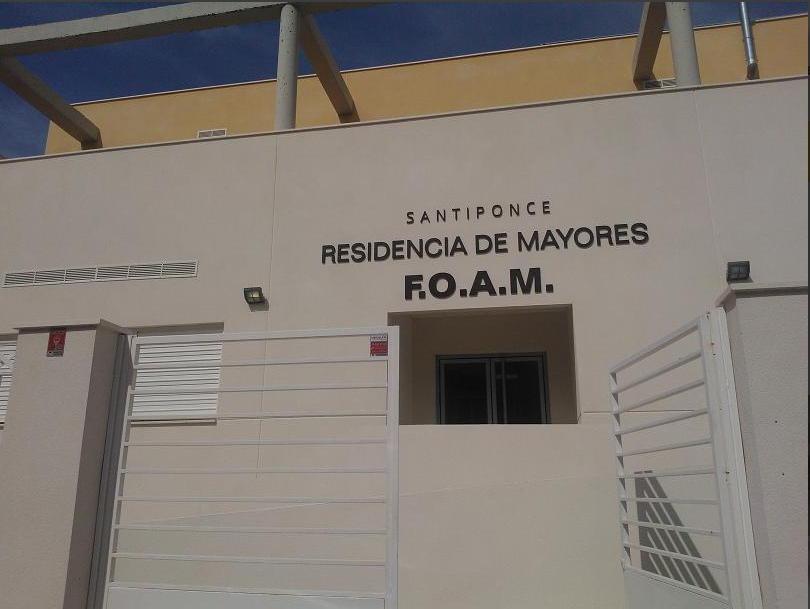 SANTIPONCE
RESIDENCIA DE MAYORES
F.O.A.M.